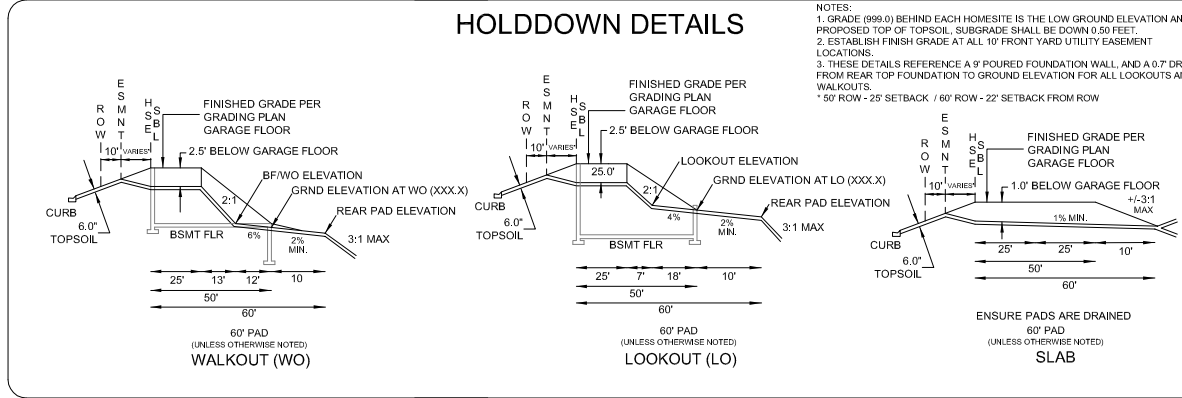 HOLDDOWN DETAILS
NOTES:
1. GRADE (999.0) BEHIND EACH HOMESITE IS THE LOW GROUND ELEVATION AN
PROPOSED TOP OF TOPSOIL, SUBGRADE SHALL BE DOWN 0.50 FEET.
2. ESTABLISH FINISH GRADE AT ALL 10' FRONT YARD UTILITY EASEMENT
LOCATIONS.
3. THESE DETAILS REFERENCE A 9' POURED FOUNDATION WALL, AND A 0.7' DR
FROM REAR TOP FOUNDATION TO GROUND ELEVATION FOR ALL LOOKOUTS A
WALKOUTS.
* 50' ROW - 25' SETBACK / 60' ROW - 22' SETBACK FROM ROW
ROW
ESMNT
HSE
SBL
FINISHED GRADE PER
GRADING PLAN
GARAGE FLOOR
10'
VARIES*
2.5' BELOW GARAGE FLOOR
BF/WO ELEVATION
GRND ELEVATION AT WO (XXX.X)
REAR PAD ELEVATION
2:1
CURB
6.0"
TOPSOIL
BSMT FLR
6%
2%
MIN.
3:1 MAX
25'
13'
12'
10
50'
60'
60' PAD
(UNLESS OTHERWISE NOTED)
WALKOUT (WO)
ROW
ESMNT
HSE
SBL
FINISHED GRADE PER
GRADING PLAN
GARAGE FLOOR
10'
VARIES*
2.5' BELOW GARAGE FLOOR
25.0'
LOOKOUT ELEVATION
GRND ELEVATION AT LO (XXX.X)
REAR PAD ELEVATION
2:1
CURB
6.0"
TOPSOIL
BSMT FLR
4%
2%
MIN.
3:1 MAX
25'
7'
18'
10'
50'
60'
60' PAD
(UNLESS OTHERWISE NOTED)
LOOKOUT (LO)
ROW
ESMNT
HSE
SBL
FINISHED GRADE PER
GRADING PLAN
GARAGE FLOOR
10'
VARIES*
1.0' BELOW GARAGE FLOOR
+/-3:1
MAX
1% MIN.
CURB
6.0"
TOPSOIL
25'
25'
10'
50'
60'
ENSURE PADS ARE DRAINED
60' PAD
(UNLESS OTHERWISE NOTED)
SLAB